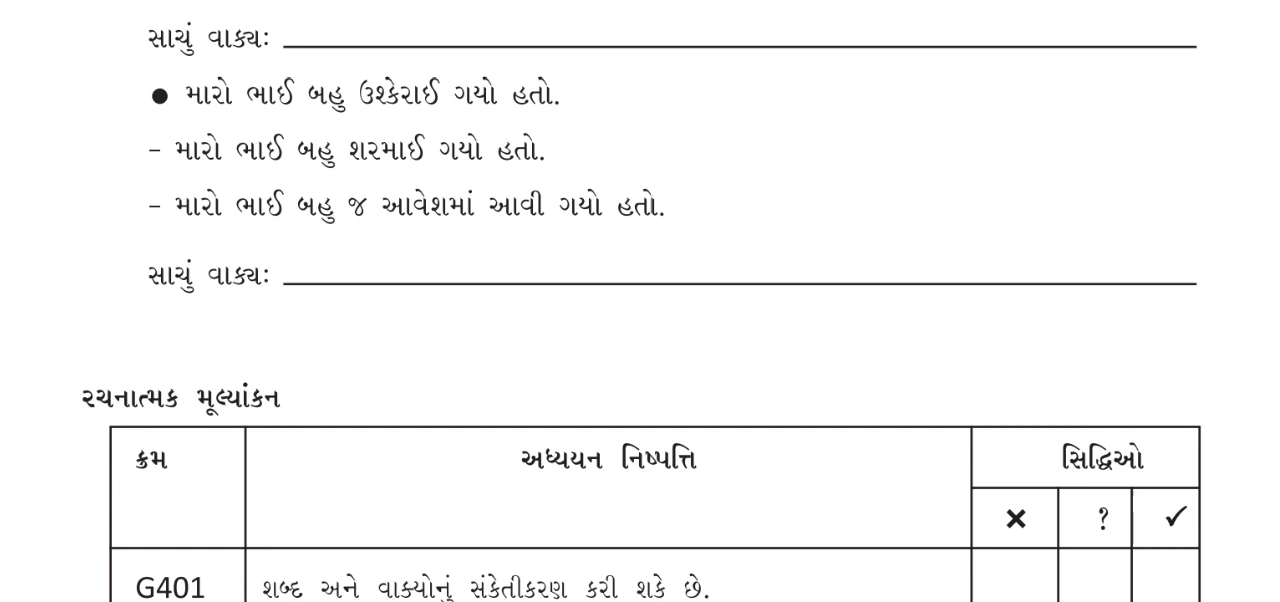 સાચું વાક્ય: 
● મારો ભાઈ બહુ ઉશ્કેરાઈ ગયો હતો.
– મારો ભાઈ બહુ શરમાઈ ગયો હતો.
– મારો ભાઈ બહુ જ આવેશમાં આવી ગયો હતો.
સાચું વાક્ય: 
રચનાત્મક મૂલ્યાંકન
ક્રમ અધ્યયન નિષ્પત્તિ સિદ્ધિઓ
✗ ? ✓
G401 શબ્દ અને વાક્યોનું સંકેતીકરણ કરી શકે છે.